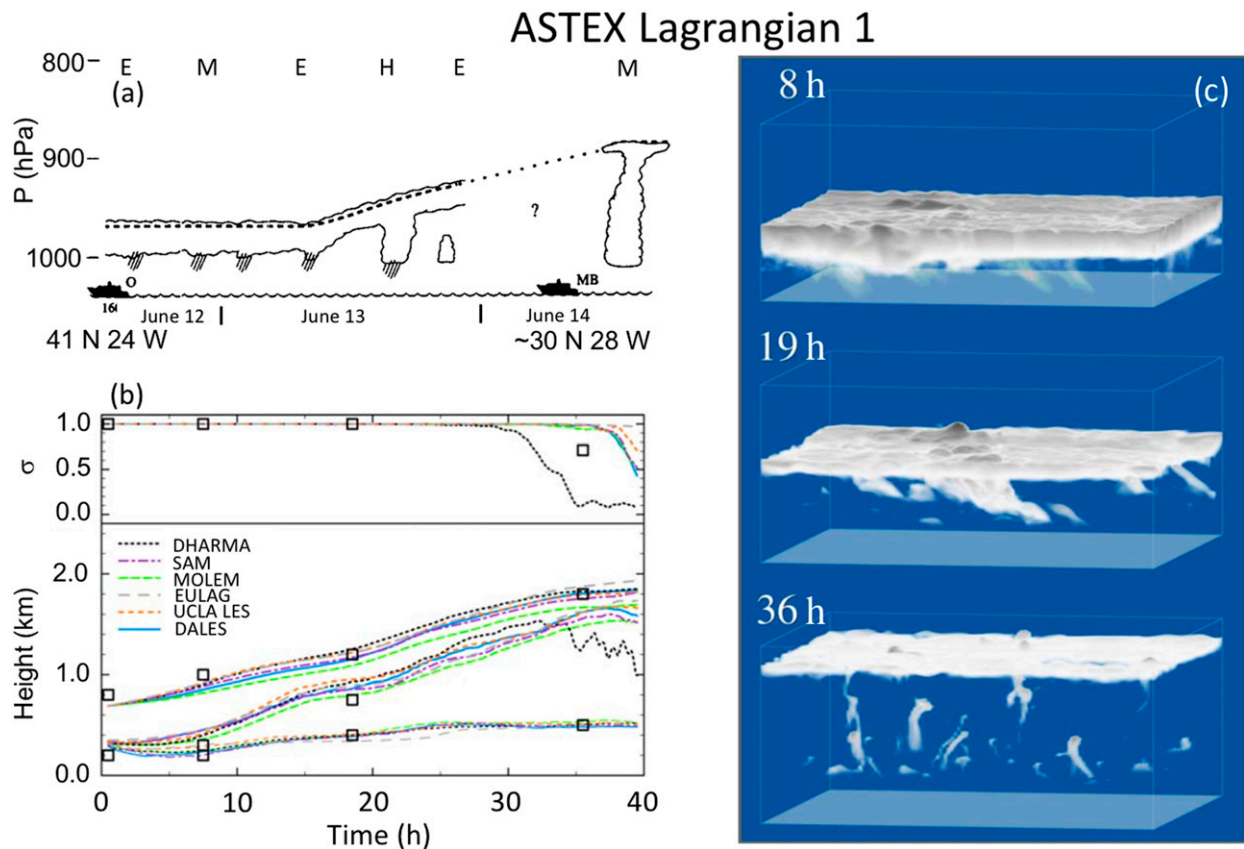 ASTEX Lagrangian 1
800
E M E H E M
(a)
P (hPa)
900
?
1000
O
MB
June 12 June 13 June 14
41 N 24 W ~30 N 28 W
(b)
1.0
σ
0.5
0.0
DHARMA
SAM
MOLEM
EULAG
UCLA LES
DALES
2.0
Height (km)
1.0
0.0
0 10 20 30 40
Time (h)
(c)
8 h
19 h
36 h